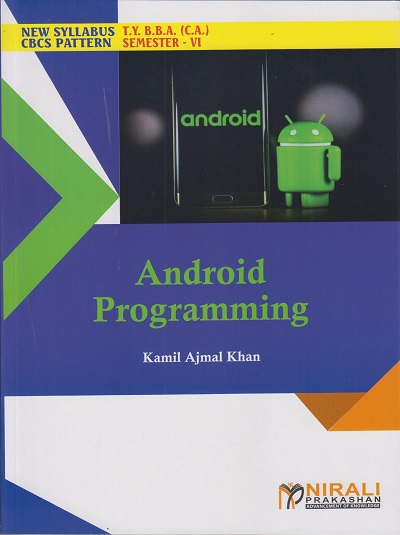 NEW SYLLABUS T.Y. B.B.A. (C.A.)
CBCS PATTERN SEMESTER - VI
android
Android
Programming
Kamil Ajmal Khan
NIRALI
PRAKASHAN
ADVANCEMENT OF KNOWLEDGE